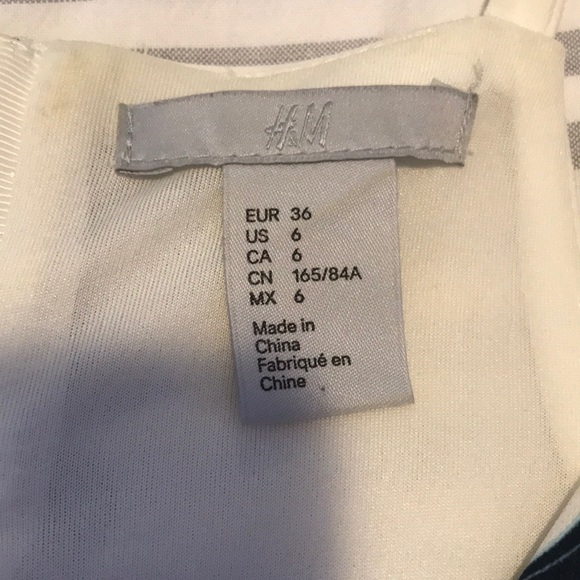 H&M
EUR 36
US 6
CA 6
CN 165/84A
MX 6
Made in
China
Fabriqué en
Chine